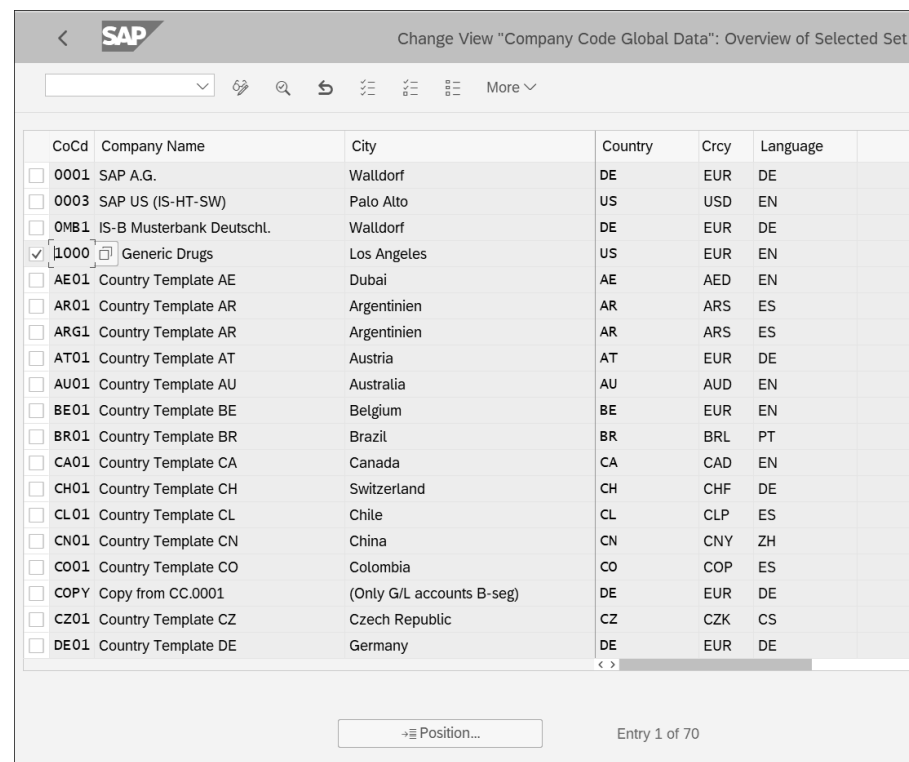 SAP Change View "Company Code Global Data": Overview of Selected Set
More
CoCd Company Name City Country Crcy Language
0001 SAP A.G. Walldorf DE EUR DE
0003 SAP US (IS-HT-SW) Palo Alto US USD EN
0MB1 IS-B Musterbank Deutschl. Walldorf DE EUR DE
1000 Generic Drugs Los Angeles US EUR EN
AE01 Country Template AE Dubai AE AED EN
AR01 Country Template AR Argentinien AR ARS ES
ARG1 Country Template AR Argentinien AR ARS ES
AT01 Country Template AT Austria AT EUR DE
AU01 Country Template AU Australia AU AUD EN
BE01 Country Template BE Belgium BE EUR EN
BR01 Country Template BR Brazil BR BRL PT
CA01 Country Template CA Canada CA CAD EN
CH01 Country Template CH Switzerland CH CHF DE
CL01 Country Template CL Chile CL CLP ES
CN01 Country Template CN China CN CNY ZH
CO01 Country Template CO Colombia CO COP ES
COPY Copy from CC.0001 (Only G/L accounts B-seg) DE EUR DE
CZ01 Country Template CZ Czech Republic CZ CZK CS
DE01 Country Template DE Germany DE EUR DE
Position... Entry 1 of 70